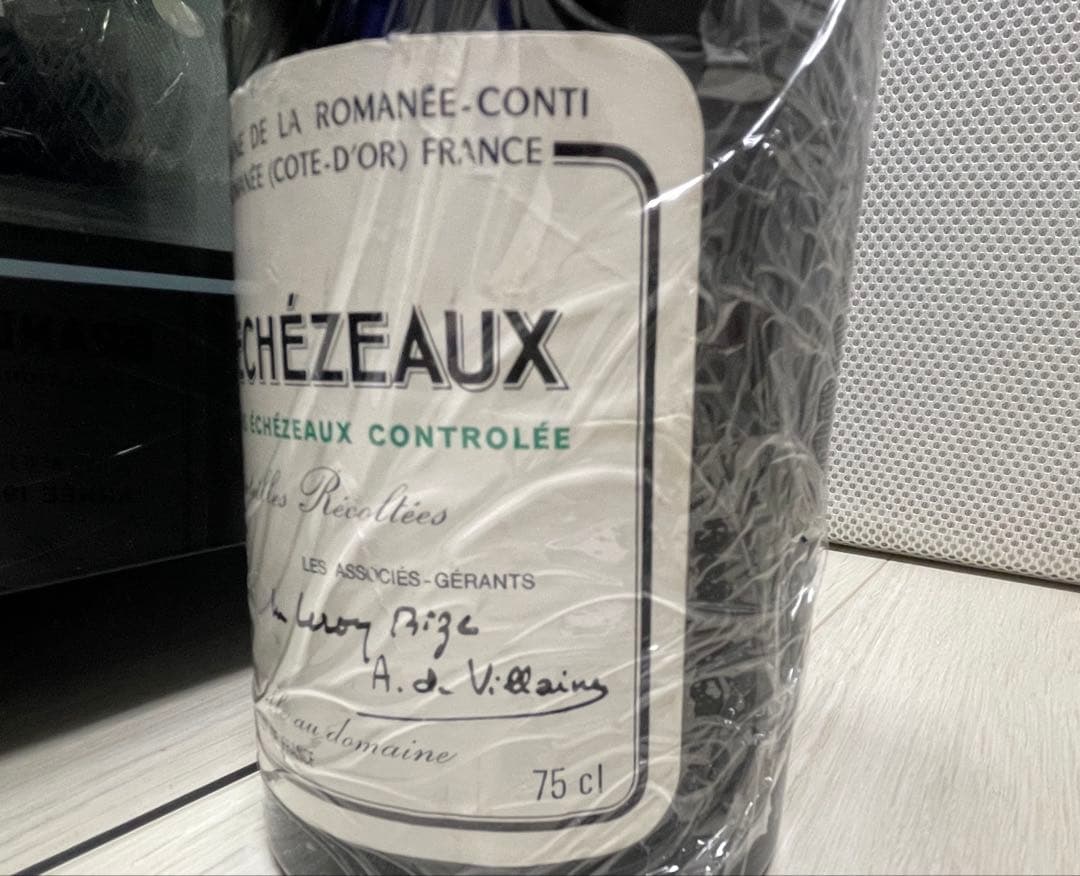 DE LA ROMANÉE-CONTI
(COTE-D'OR) FRANCE
ÉCHÉZEAUX
ÉCHÉZEAUX CONTROLÉE
Récoltées
LES ASSOCIÉS-GÉRANTS
Leroy Bize
A. de Villaine
au domaine
FRANCE
75 cl